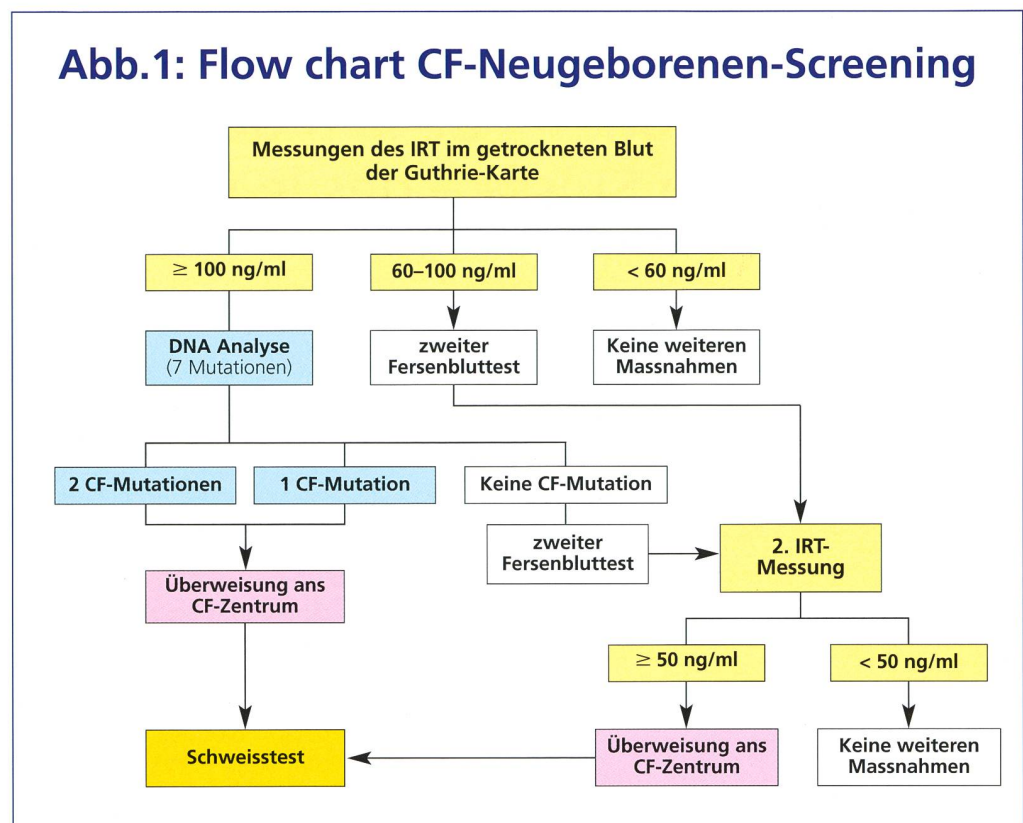 Abb.1: Flow chart CF-Neugeborenen-Screening
Messungen des IRT im getrockneten Blut
der Guthrie-Karte
≥ 100 ng/ml
60–100 ng/ml
< 60 ng/ml
DNA Analyse
(7 Mutationen)
zweiter
Fersenbluttest
Keine weiteren
Massnahmen
2 CF-Mutationen
1 CF-Mutation
Keine CF-Mutation
zweiter
Fersenbluttest
2. IRT-
Messung
Überweisung ans
CF-Zentrum
≥ 50 ng/ml
< 50 ng/ml
Schweisstest
Überweisung ans
CF-Zentrum
Keine weiteren
Massnahmen